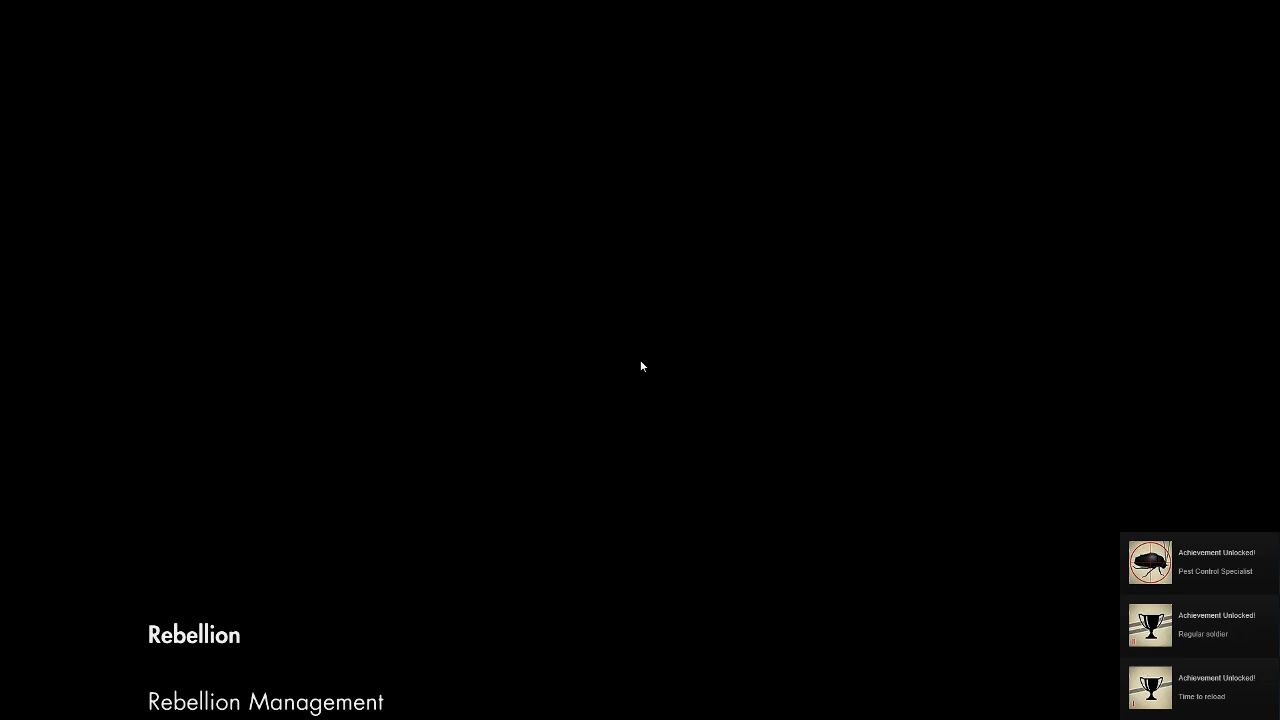 Rebellion
Rebellion Management
Achievement Unlocked!
Pest Control Specialist
Achievement Unlocked!
Regular soldier
Achievement Unlocked!
Time to reload